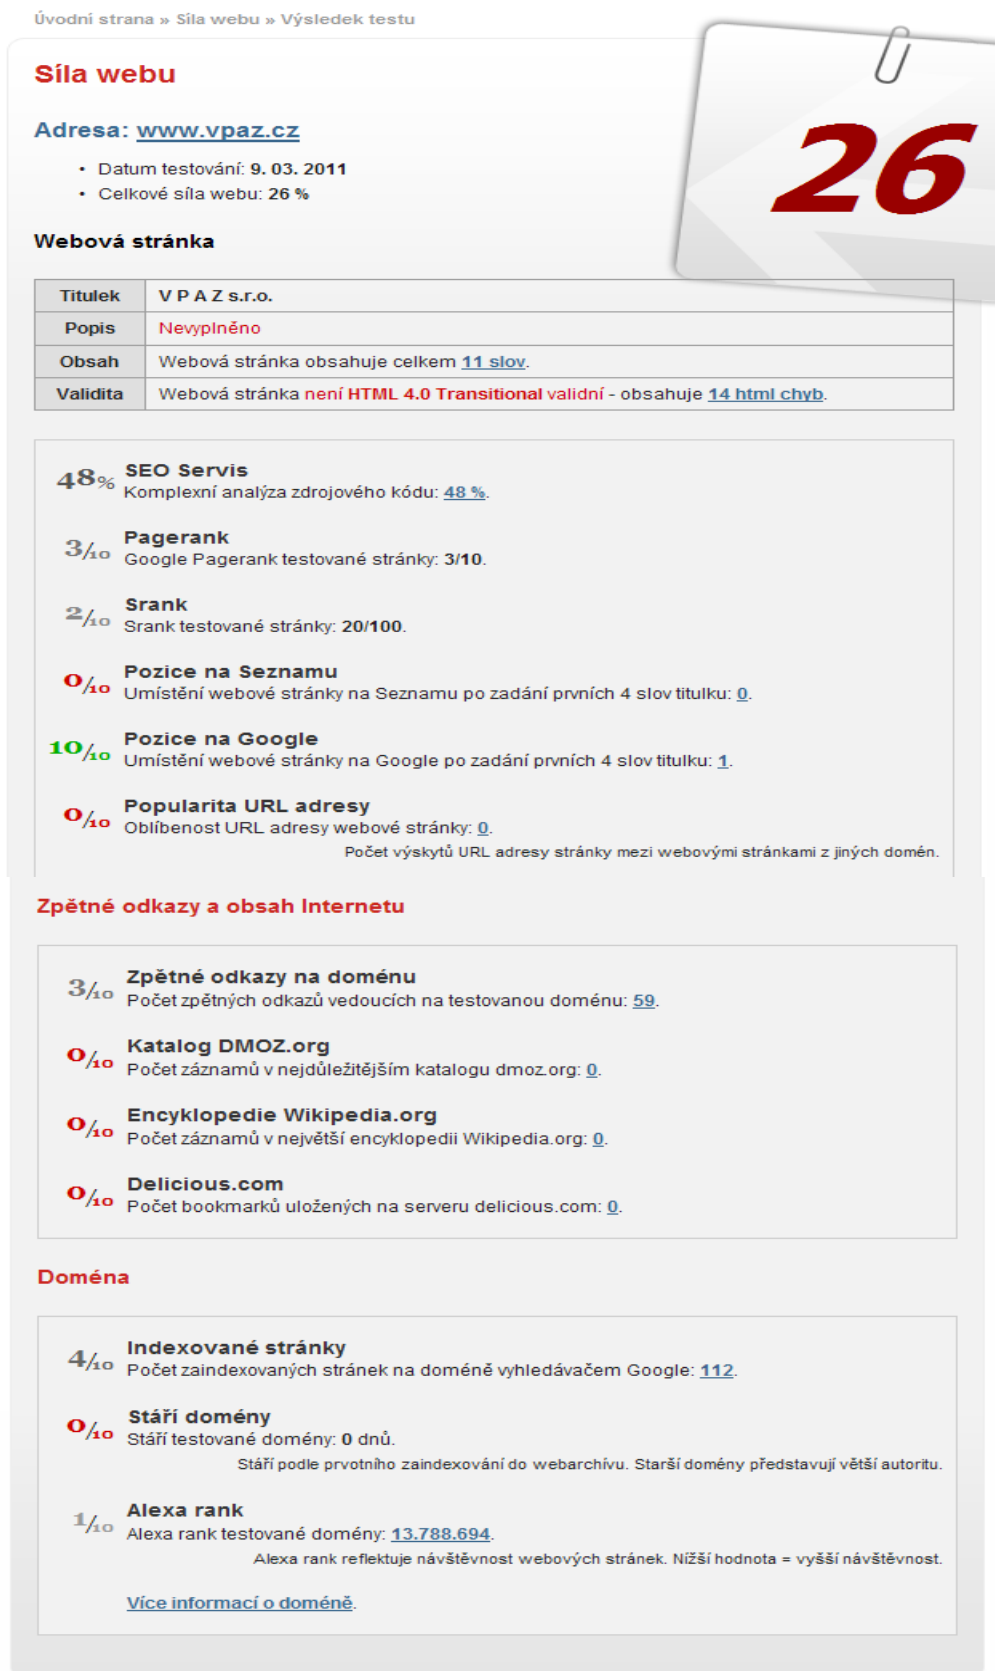 Úvodní strana » Síla webu » Výsledek testu
Síla webu
26
Adresa: www.vpaz.cz
• Datum testování: 9. 03. 2011
• Celkové síla webu: 26 %
Webová stránka
Titulek V P A Z s.r.o.
Popis Nevyplněno
Obsah Webová stránka obsahuje celkem 11 slov.
Validita Webová stránka není HTML 4.0 Transitional validní - obsahuje 14 html chyb.
48% SEO Servis
Komplexní analýza zdrojového kódu: 48 %.
3/10 Pagerank
Google Pagerank testované stránky: 3/10.
2/10 Srank
Srank testované stránky: 20/100.
0/10 Pozice na Seznamu
Umístění webové stránky na Seznamu po zadání prvních 4 slov titulku: 0.
10/10 Pozice na Google
Umístění webové stránky na Google po zadání prvních 4 slov titulku: 1.
0/10 Popularita URL adresy
Oblíbenost URL adresy webové stránky: 0.
Počet výskytů URL adresy stránky mezi webovými stránkami z jiných domén.
Zpětné odkazy a obsah Internetu
3/10 Zpětné odkazy na doménu
Počet zpětných odkazů vedoucích na testovanou doménu: 59.
0/10 Katalog DMOZ.org
Počet záznamů v nejdůležitějším katalogu dmoz.org: 0.
0/10 Encyklopedie Wikipedia.org
Počet záznamů v největší encyklopedii Wikipedia.org: 0.
0/10 Delicious.com
Počet bookmarků uložených na serveru delicious.com: 0.
Doména
4/10 Indexované stránky
Počet zaindexovaných stránek na doméně vyhledávačem Google: 112.
0/10 Stáří domény
Stáří testované domény: 0 dnů.
Stáří podle prvotního zaindexování do webarchívu. Starší domény představují větší autoritu.
1/10 Alexa rank
Alexa rank testované domény: 13.788.694.
Alexa rank reflektuje návštěvnost webových stránek. Nížší hodnota = vyšší návštěvnost.
Více informací o doméně.